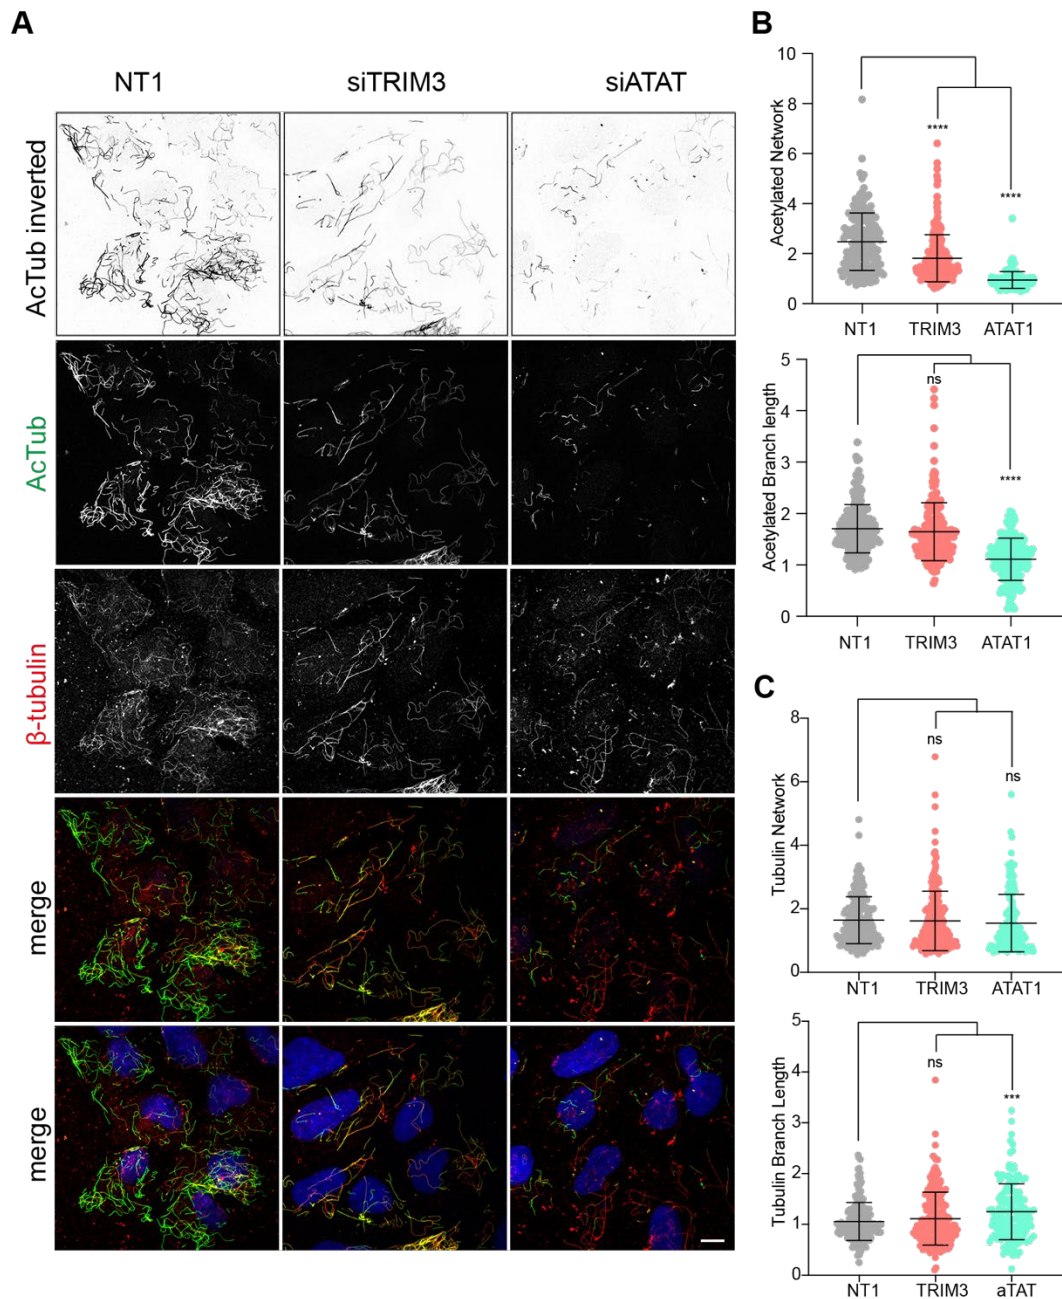 A
NT1 siTRIM3 siATAT
AcTub inverted
AcTub
β-tubulin
merge
merge
B
Acetylated Network
10
8
6
4
2
0
****
****
NT1 TRIM3 ATAT1
Acetylated Branch length
5
4
3
2
1
0
ns
****
NT1 TRIM3 ATAT1
C
Tubulin Network
8
6
4
2
0
ns
ns
NT1 TRIM3 ATAT1
Tubulin Branch Length
5
4
3
2
1
0
ns
***
NT1 TRIM3 aTAT